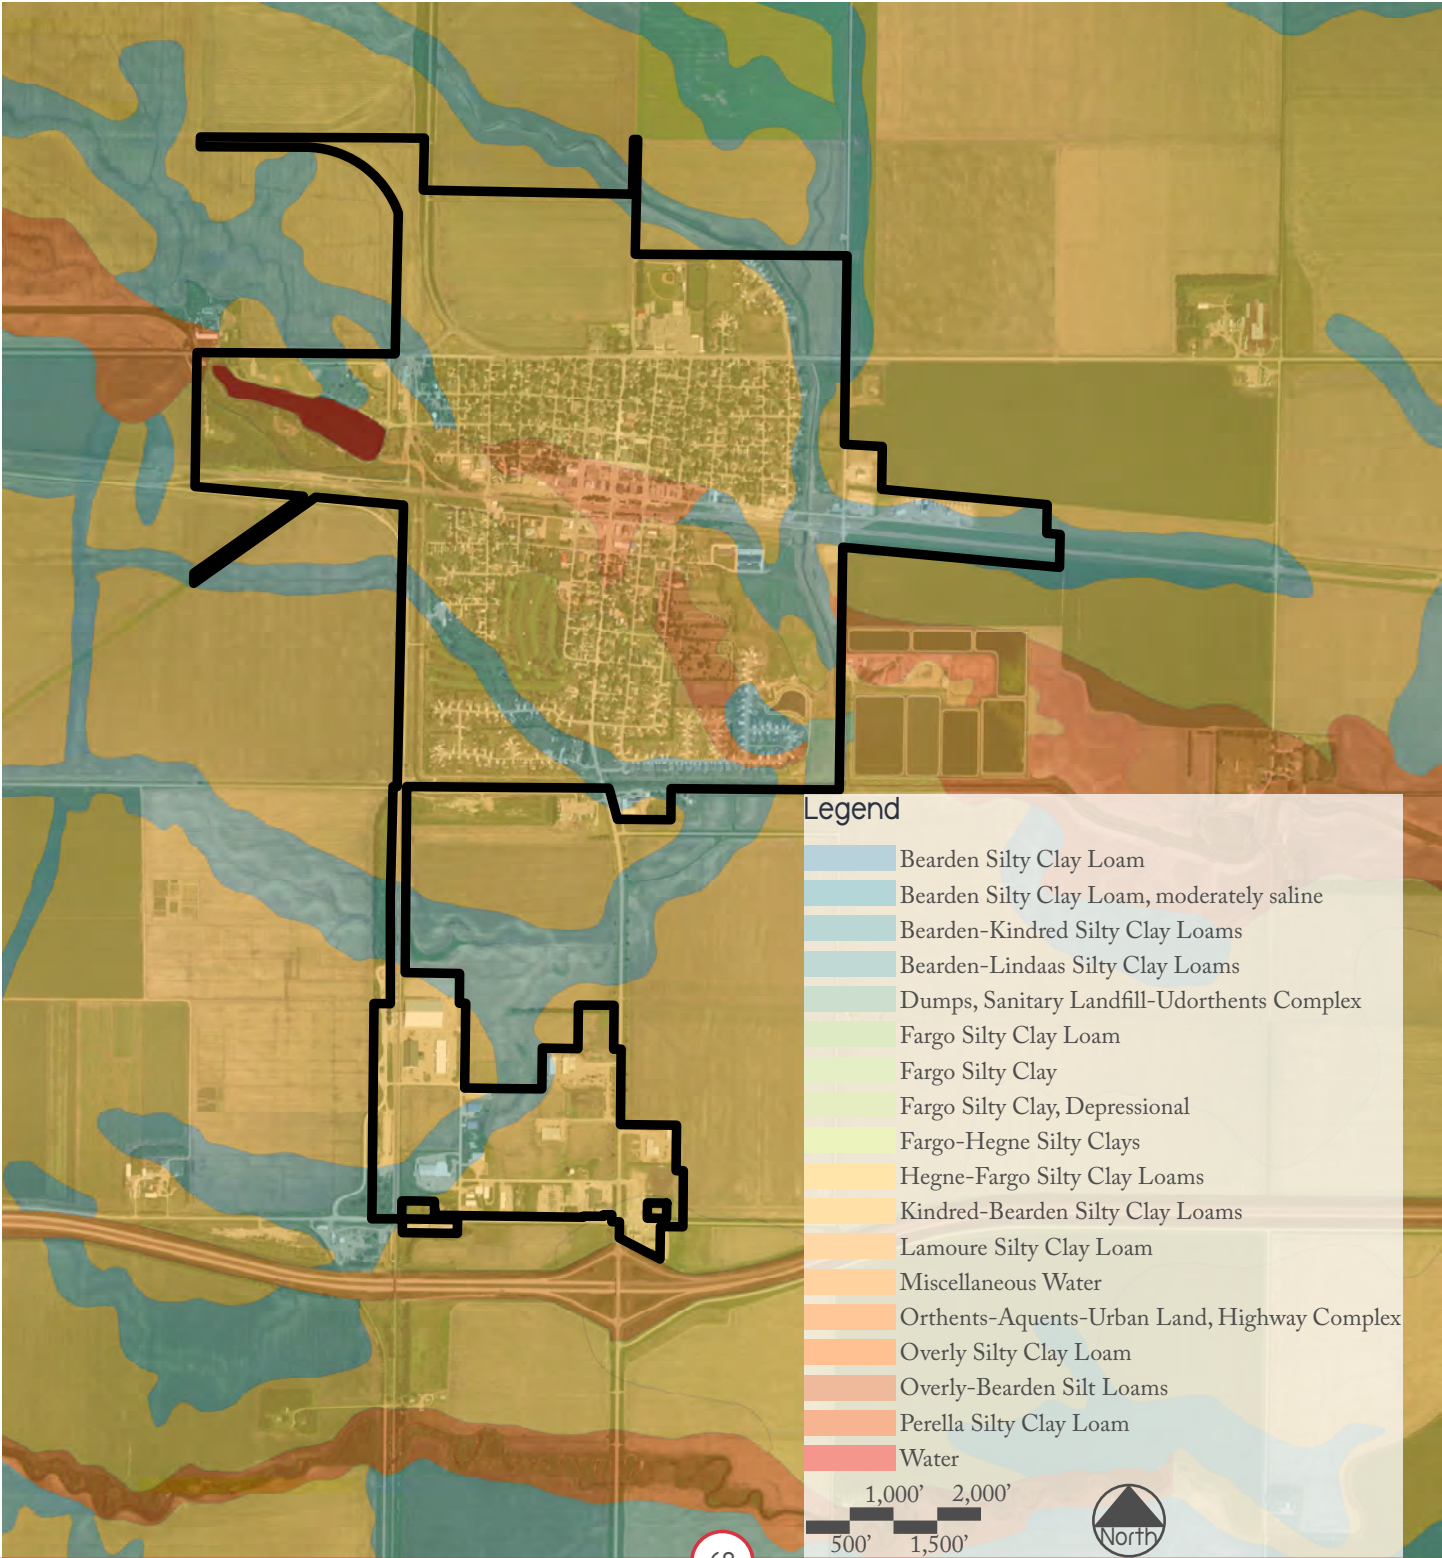 Legend
Bearden Silty Clay Loam
Bearden Silty Clay Loam, moderately saline
Bearden-Kindred Silty Clay Loams
Bearden-Lindaas Silty Clay Loams
Dumps, Sanitary Landfill-Udorthents Complex
Fargo Silty Clay Loam
Fargo Silty Clay
Fargo Silty Clay, Depressional
Fargo-Hegne Silty Clays
Hegne-Fargo Silty Clay Loams
Kindred-Bearden Silty Clay Loams
Lamoure Silty Clay Loam
Miscellaneous Water
Orthents-Aquents-Urban Land, Highway Complex
Overly Silty Clay Loam
Overly-Bearden Silt Loams
Perella Silty Clay Loam
Water
1,000’ 2,000’
500’ 1,500’
North